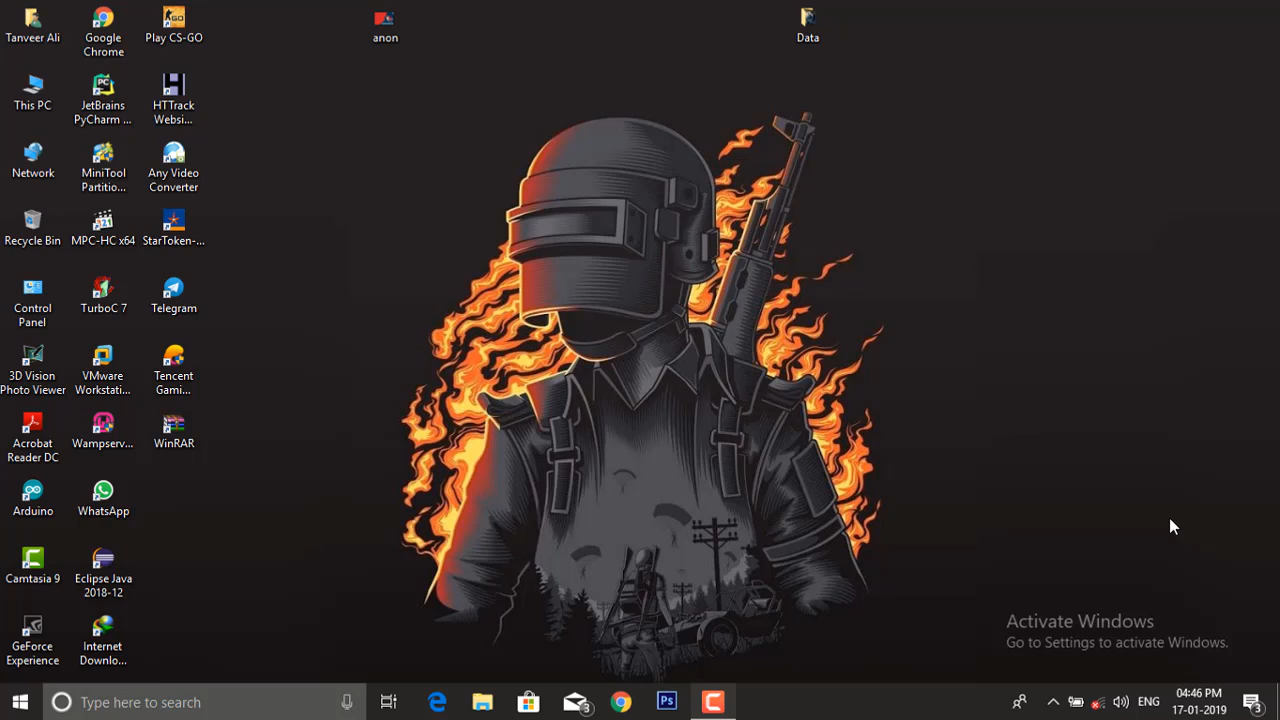 Tanveer Ali
Google
Chrome
Play CS-GO
anon
Data
This PC
JetBrains
PyCharm ...
HTTrack
Websi...
Network
MiniTool
Partitio...
Any Video
Converter
Recycle Bin
MPC-HC x64
StarToken-...
Control
Panel
TurboC 7
Telegram
3D Vision
Photo Viewer
VMware
Workstati...
Tencent
Gami...
Acrobat
Reader DC
Wampserv...
WinRAR
Arduino
WhatsApp
Camtasia 9
Eclipse Java
2018-12
GeForce
Experience
Internet
Downlo...
Activate Windows
Go to Settings to activate Windows.
Type here to search
3
Ps
ENG
04:46 PM
17-01-2019
3